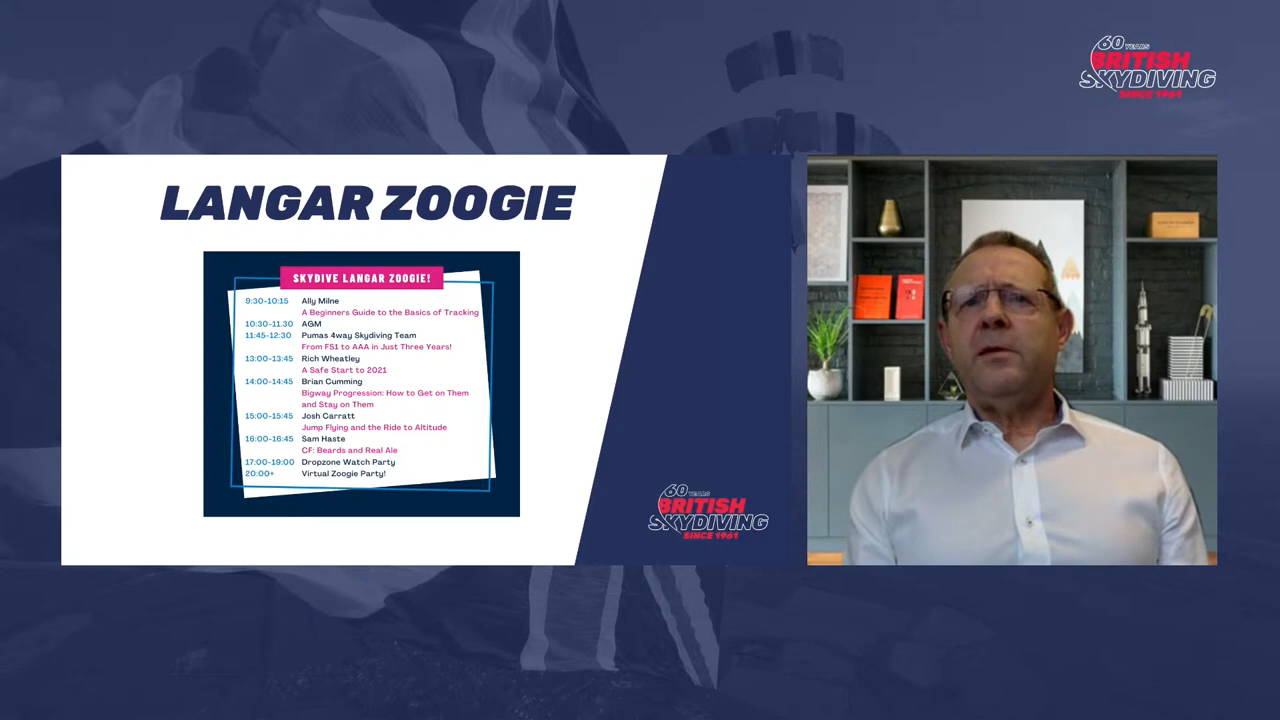 60 YEARS
BRITISH
SKYDIVING
SINCE 1961
LANGAR ZOOGIE
SKYDIVE LANGAR ZOOGIE!
9:30-10:15 Ally Milne
A Beginners Guide to the Basics of Tracking
10:30-11.30 AGM
11:45-12:30 Pumas 4way Skydiving Team
From FS1 to AAA in Just Three Years!
13:00-13:45 Rich Wheatley
A Safe Start to 2021
14:00-14:45 Brian Cumming
Bigway Progression: How to Get on Them
and Stay on Them
15:00-15:45 Josh Carratt
Jump Flying and the Ride to Altitude
16:00-16:45 Sam Haste
CF: Beards and Real Ale
17:00-19:00 Dropzone Watch Party
20:00+ Virtual Zoogie Party!
60 YEARS
BRITISH
SKYDIVING
SINCE 1961